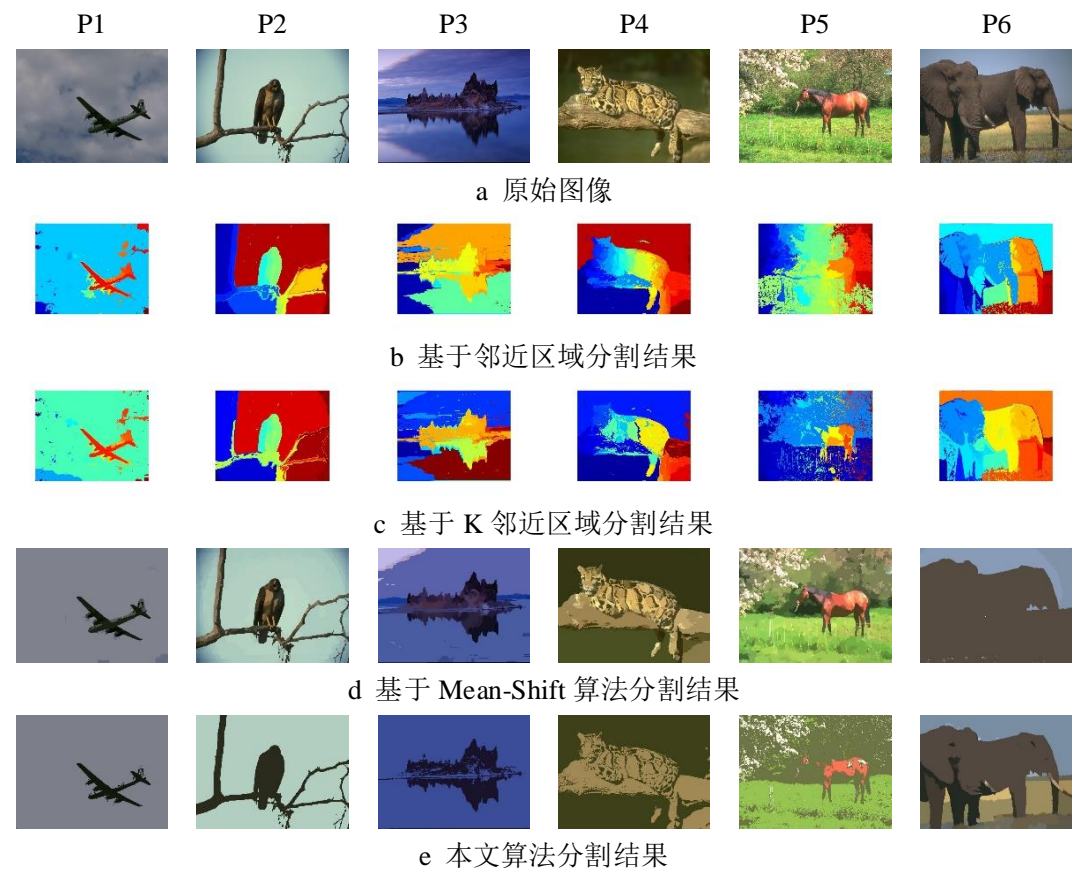 P1 P2 P3 P4 P5 P6
a 原始图像
b 基于邻近区域分割结果
c 基于 K 邻近区域分割结果
d 基于 Mean-Shift 算法分割结果
e 本文算法分割结果